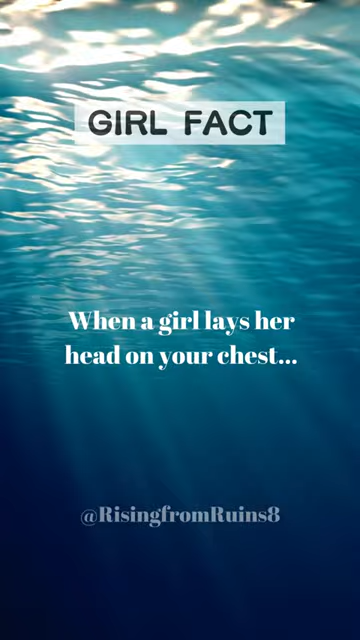 GIRL FACT
When a girl lays her
head on your chest...
@RisingfromRuins8